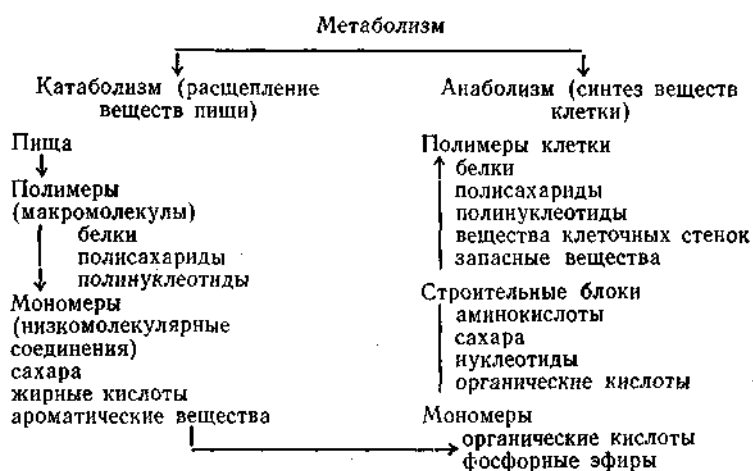 Метаболизм
Катаболизм (расщепление
веществ пищи)
Пища
Полимеры
(макромолекулы)
белки
полисахариды
полинуклеотиды
Мономеры
(низкомолекулярные
соединения)
сахара
жирные кислоты
ароматические вещества
Анаболизм (синтез веществ
клетки)
Полимеры клетки
белки
полисахариды
полинуклеотиды
вещества клеточных стенок
запасные вещества
Строительные блоки
аминокислоты
сахара
нуклеотиды
органические кислоты
Мономеры
органические кислоты
фосфорные эфиры